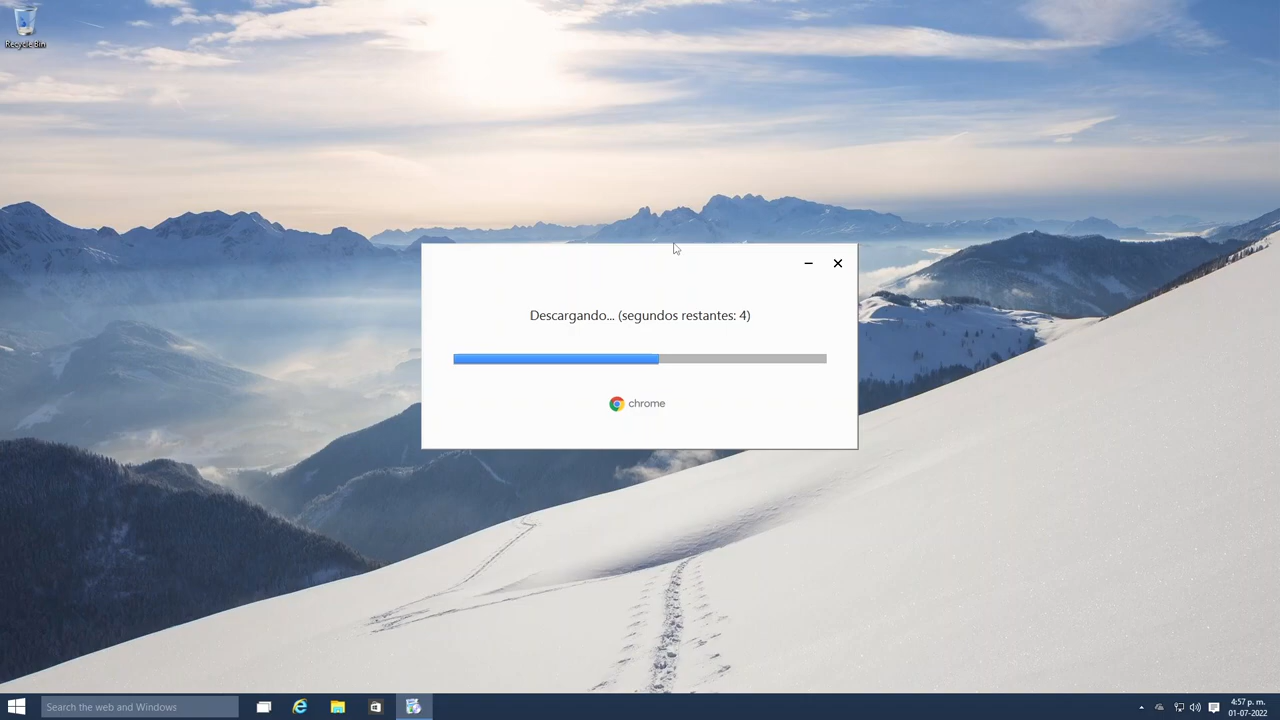 Recycle Bin
Descargando... (segundos restantes: 4)
chrome
Search the web and Windows
4:57 p. m.
01-07-2022